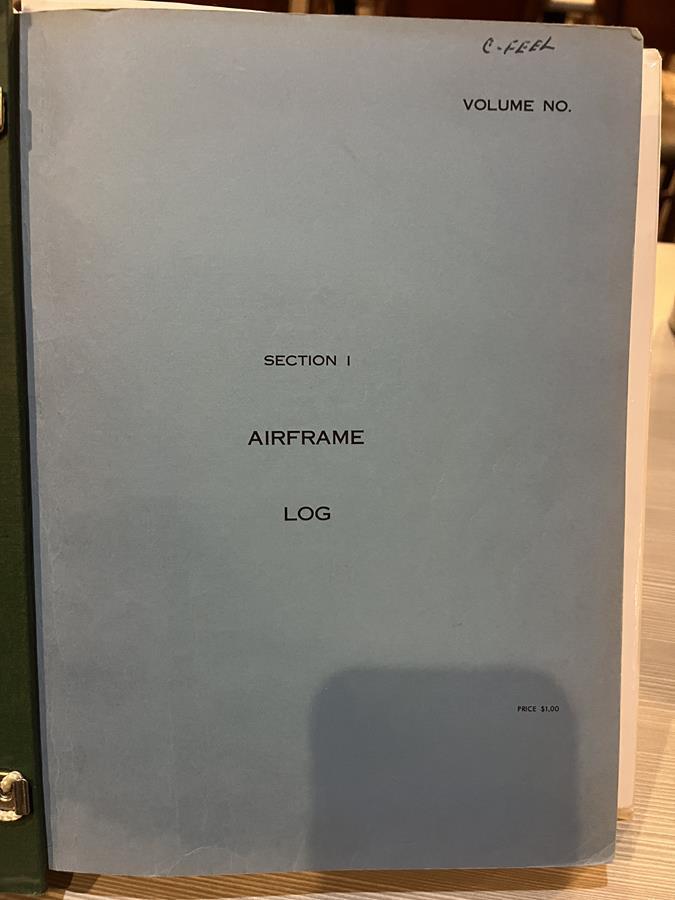 C-FEEL
VOLUME NO.
SECTION I
AIRFRAME
LOG
PRICE $1.00